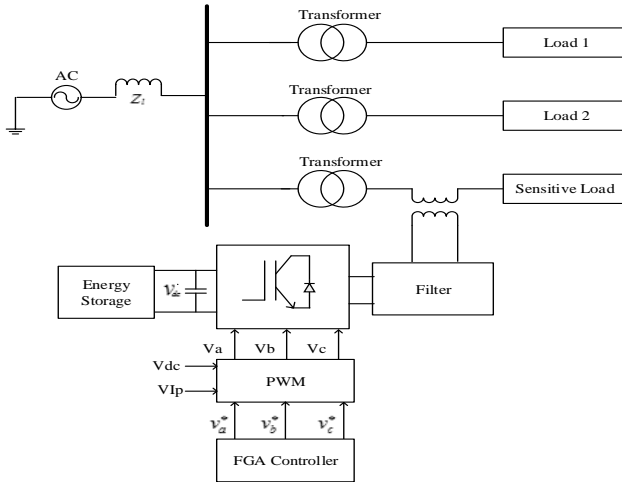 Transformer
Load 1
AC
Z_i
Load 2
Transformer
Transformer
Sensitive Load
Energy
Storage
V_dc
Filter
Va Vb Vc
Vdc
PWM
VIp
v_a^* v_b^* v_c^*
FGA Controller